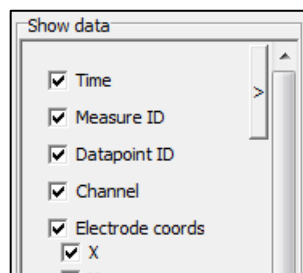 Show data
Time
>
Measure ID
Datapoint ID
Channel
Electrode coords
X